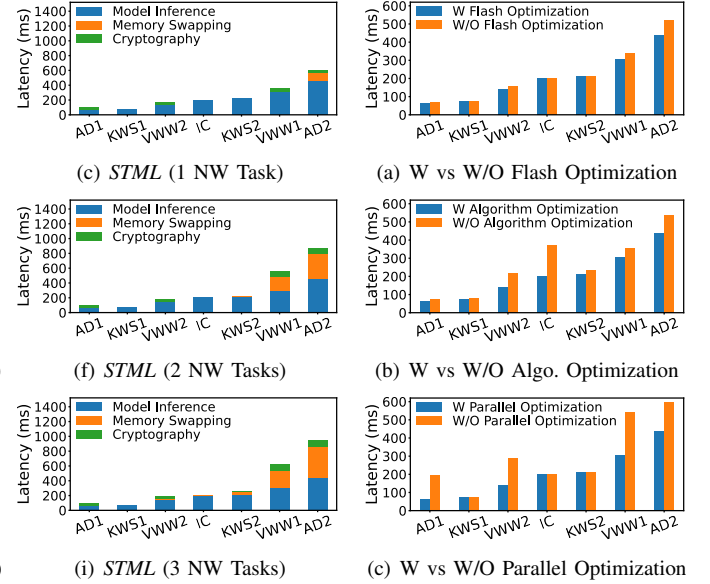 1400
1200
1000
800
600
400
200
0
Latency (ms)
Model Inference
Memory Swapping
Cryptography
AD1
KWS1
VWW2
IC
KWS2
VWW1
AD2
(c) STML (1 NW Task)
600
500
400
300
200
100
0
Latency (ms)
W Flash Optimization
W/O Flash Optimization
AD1
KWS1
VWW2
IC
KWS2
VWW1
AD2
(a) W vs W/O Flash Optimization
1400
1200
1000
800
600
400
200
0
Latency (ms)
Model Inference
Memory Swapping
Cryptography
AD1
KWS1
VWW2
IC
KWS2
VWW1
AD2
(f) STML (2 NW Tasks)
600
500
400
300
200
100
0
Latency (ms)
W Algorithm Optimization
W/O Algorithm Optimization
AD1
KWS1
VWW2
IC
KWS2
VWW1
AD2
(b) W vs W/O Algo. Optimization
1400
1200
1000
800
600
400
200
0
Latency (ms)
Model Inference
Memory Swapping
Cryptography
AD1
KWS1
VWW2
IC
KWS2
VWW1
AD2
(i) STML (3 NW Tasks)
600
500
400
300
200
100
0
Latency (ms)
W Parallel Optimization
W/O Parallel Optimization
AD1
KWS1
VWW2
IC
KWS2
VWW1
AD2
(c) W vs W/O Parallel Optimization